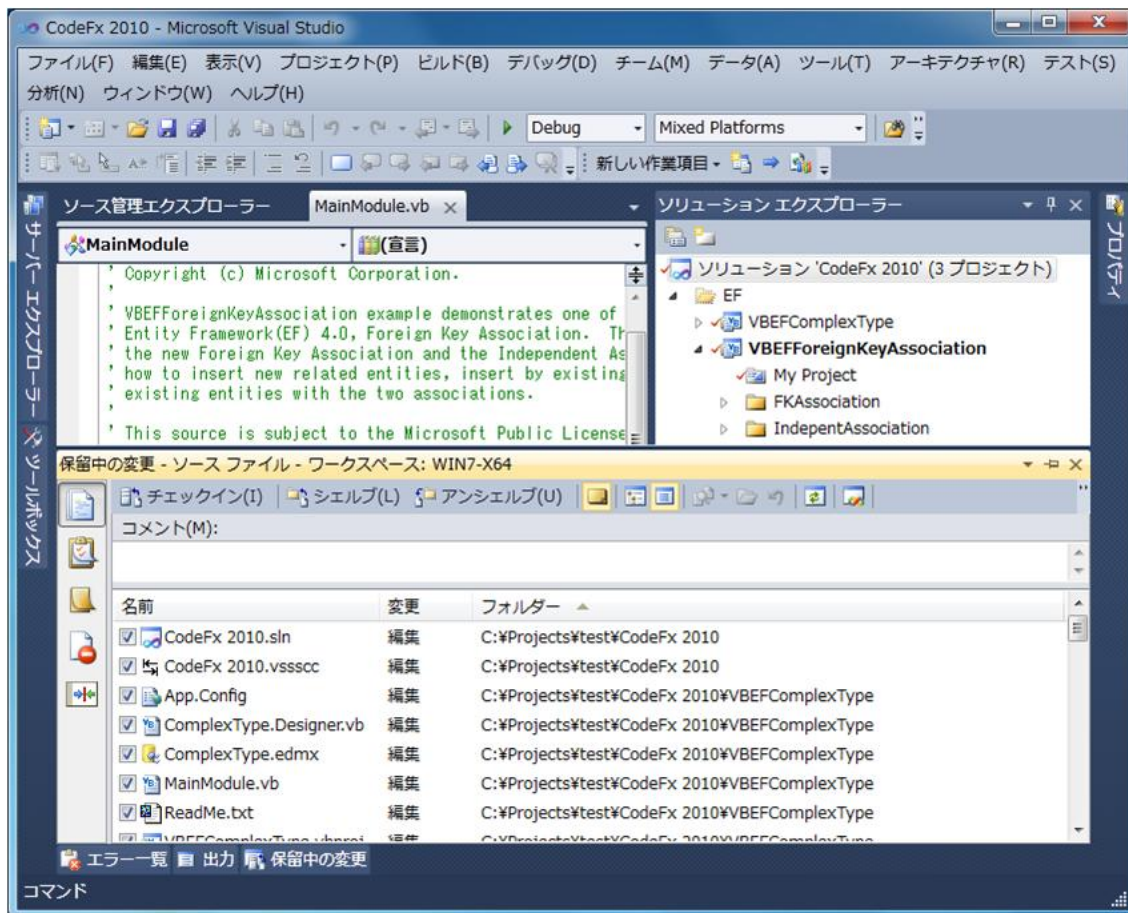 CodeFx 2010 - Microsoft Visual Studio
ファイル(F) 編集(E) 表示(V) プロジェクト(P) ビルド(B) デバッグ(D) チーム(M) データ(A) ツール(T) アーキテクチャ(R) テスト(S)
分析(N) ウィンドウ(W) ヘルプ(H)
Debug Mixed Platforms
新しい作業項目
サーバー エクスプローラー
ツールボックス
ソース管理エクスプローラー MainModule.vb
MainModule (宣言)
' Copyright (c) Microsoft Corporation.
'
' VBEFForeignKeyAssociation example demonstrates one of
' Entity Framework(EF) 4.0, Foreign Key Association.
' the new Foreign Key Association and the Independent
' how to insert new related entities, insert by existing
' existing entities with the two associations.
'
' This source is subject to the Microsoft Public License
ソリューション エクスプローラー
ソリューション 'CodeFx 2010' (3 プロジェクト)
EF
VBEFComplexType
VBEFForeignKeyAssociation
My Project
FKAssociation
IndepentAssociation
プロパティ
保留中の変更 - ソース ファイル - ワークスペース: WIN7-X64
チェックイン(I) シェルブ(L) アンシェルブ(U)
コメント(M):
名前 変更 フォルダー
CodeFx 2010.sln 編集 C:¥Projects¥test¥CodeFx 2010
CodeFx 2010.vssscc 編集 C:¥Projects¥test¥CodeFx 2010
App.Config 編集 C:¥Projects¥test¥CodeFx 2010¥VBEFComplexType
ComplexType.Designer.vb 編集 C:¥Projects¥test¥CodeFx 2010¥VBEFComplexType
ComplexType.edmx 編集 C:¥Projects¥test¥CodeFx 2010¥VBEFComplexType
MainModule.vb 編集 C:¥Projects¥test¥CodeFx 2010¥VBEFComplexType
ReadMe.txt 編集 C:¥Projects¥test¥CodeFx 2010¥VBEFComplexType
エラー一覧 出力 保留中の変更
コマンド